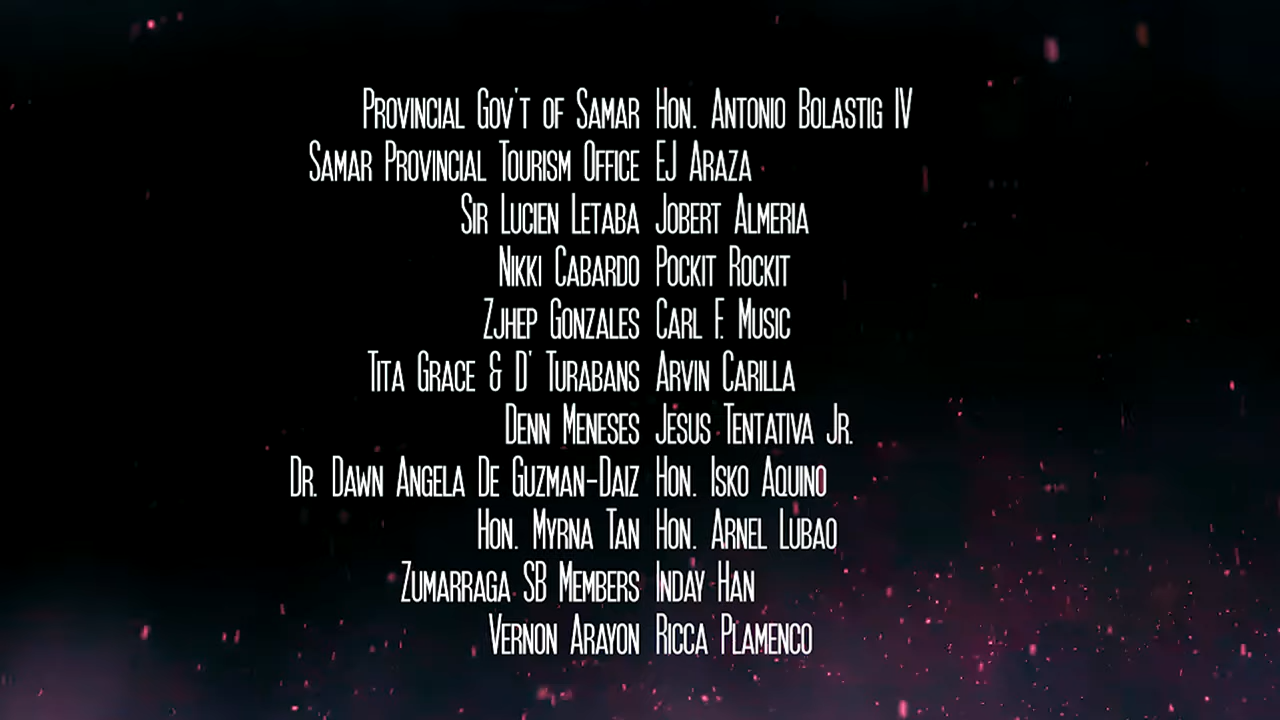 Provincial Gov't of Samar Hon. Antonio Bolastig IV
Samar Provincial Tourism Office EJ Araza
Sir Lucien Letaba Jobert Almeria
Nikki Cabardo Pockit Rockit
Zjhep Gonzales Carl F. Music
Tita Grace & D' Turabans Arvin Carilla
Denn Meneses Jesus Tentativa Jr.
Dr. Dawn Angela De Guzman-Daiz Hon. Isko Aquino
Hon. Myrna Tan Hon. Arnel Lubao
Zumarraga SB Members Inday Han
Vernon Arayon Ricca Plamenco